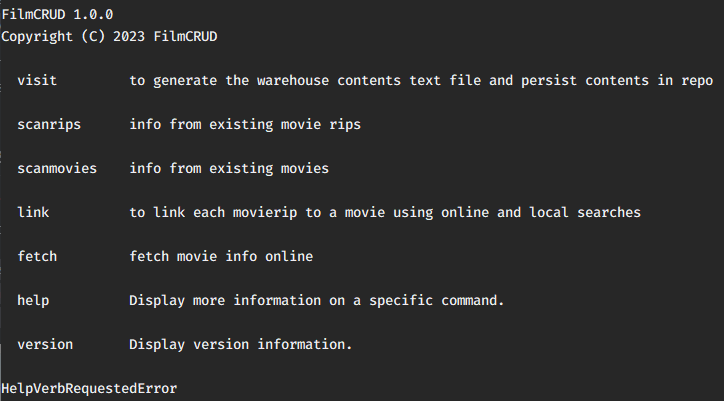 FilmCRUD 1.0.0
Copyright (C) 2023 FilmCRUD
visit to generate the warehouse contents text file and persist contents in repo
scanrips info from existing movie rips
scanmovies info from existing movies
link to link each movierip to a movie using online and local searches
fetch fetch movie info online
help Display more information on a specific command.
version Display version information.
HelpVerbRequestedError